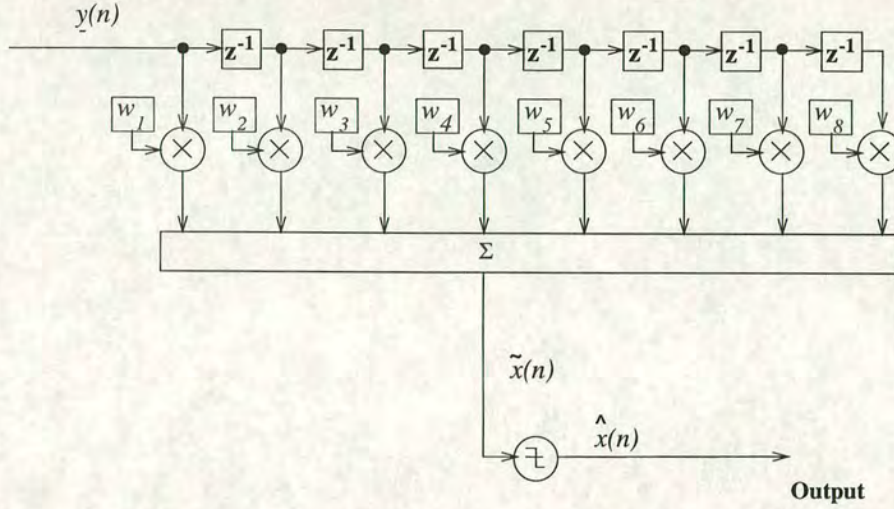 y(n)
z-1 z-1 z-1 z-1 z-1 z-1 z-1
w1 w2 w3 w4 w5 w6 w7 w8
Σ
x̃(n)
x̂(n)
Output